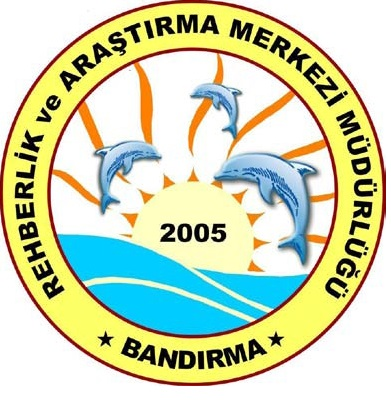 REHBERLİK ve ARAŞTIRMA MERKEZİ MÜDÜRLÜĞÜ
2005
★ BANDIRMA ★